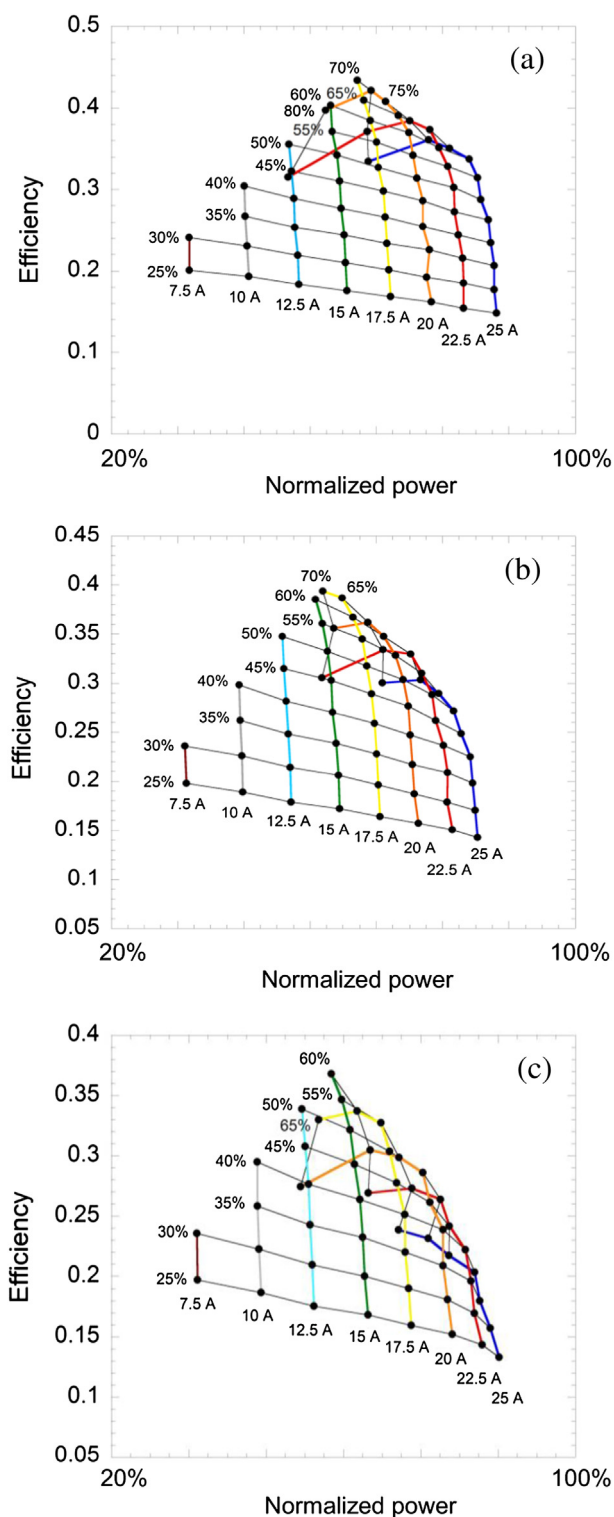 0.5
(a)
70%
60%
65%
75%
0.4
80%
55%
50%
45%
0.3
40%
35%
30%
0.2
25%
7.5 A
10 A
12.5 A
15 A
17.5 A
20 A
22.5 A
25 A
0.1
0
Efficiency
20%
100%
Normalized power
0.45
(b)
0.4
70%
65%
60%
0.35
55%
50%
45%
0.3
40%
35%
0.25
30%
0.2
25%
7.5 A
10 A
12.5 A
15 A
17.5 A
20 A
22.5 A
25 A
0.15
0.1
0.05
Efficiency
20%
100%
Normalized power
0.4
(c)
60%
0.35
55%
50%
65%
45%
0.3
40%
35%
0.25
30%
0.2
25%
7.5 A
10 A
12.5 A
15 A
17.5 A
20 A
22.5 A
25 A
0.15
0.1
0.05
Efficiency
20%
100%
Normalized power